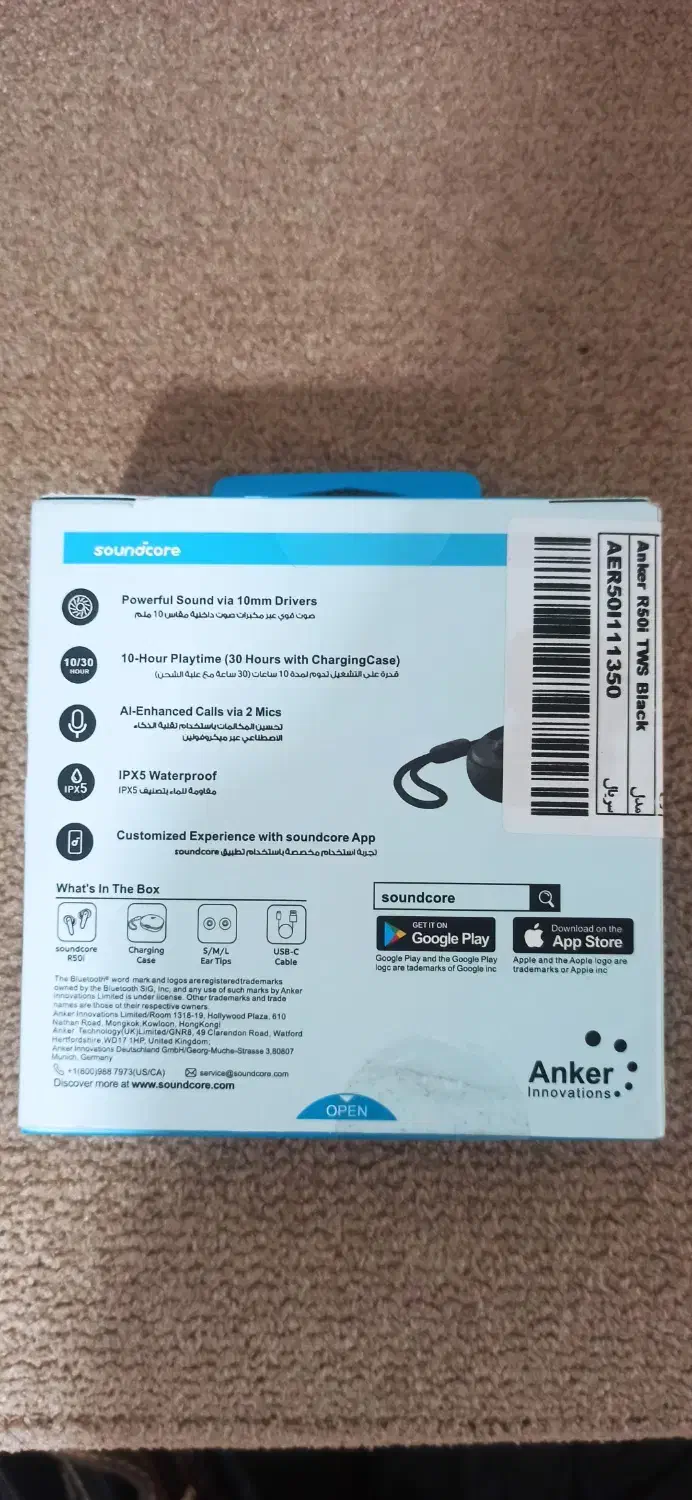 soundcore
Powerful Sound via 10mm Drivers
صوت قوي عبر مكبرات صوت داخلية مقاس 10 ملم
10/30
HOUR
10-Hour Playtime (30 Hours with ChargingCase)
قدرة على التشغيل تدوم لمدة 10 ساعات (30 ساعة مع علبة الشحن)
AI-Enhanced Calls via 2 Mics
تحسين المكالمات باستخدام تقنية الذكاء
الاصطناعي عبر ميكروفونين
IPX5
IPX5 Waterproof
مقاومة للماء بتصنيف IPX5
Customized Experience with soundcore App
تجربة استخدام مخصصة باستخدام تطبيق soundcore
Anker R50i TWS Black
مدل
AER50I111350
سریال
What's In The Box
soundcore
R50i
Charging
Case
S/M/L
Ear Tips
USB-C
Cable
soundcore
GET IT ON
Google Play
Download on the
App Store
Google Play and the Google Play
logc are tademarks of Google inc
Apple and the Aople logo are
trademarks or Apple inc
The Bluetooth® word mark and logos are registered trademarks
owned by the Bluetooth SIG, Inc, and any use of such marks by Anker
Innovations Limited is under license. Other trademarks and trade
names are those of their respective owners
Anker Innovations Limited/Room 1318-19, Hollywood Plaza, 610
Nathan Road, Mongkok, Kowloon, HongKongl
Anker Technology(UK)Limited/GNR8, 49 Clarendon Road, Watford
Hertfordshire, WD17 1HP, United Kingdom;
Anker Innovations Deutschland GmbH/Georg-Muche-Strasse 3,80807
Munich, Germany
+1(800)988 7973(US/CA)
service@soundcore.com
Discover more at www.soundcore.com
OPEN
Anker
Innovations